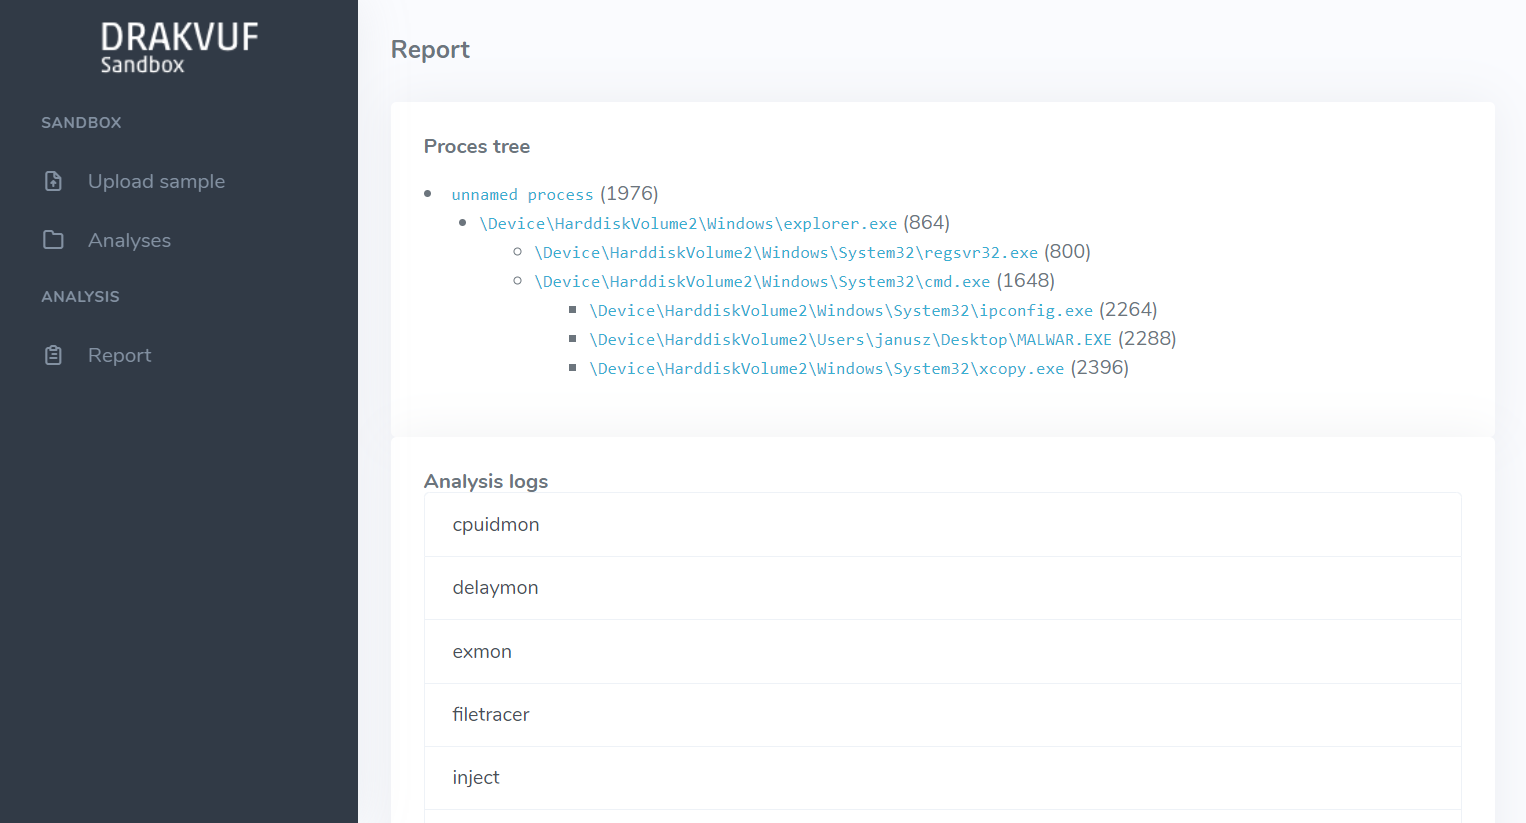 DRAKVUF
Sandbox
SANDBOX
Upload sample
Analyses
ANALYSIS
Report
Report
Proces tree
unnamed process (1976)
\Device\HarddiskVolume2\Windows\explorer.exe (864)
\Device\HarddiskVolume2\Windows\System32\regsvr32.exe (800)
\Device\HarddiskVolume2\Windows\System32\cmd.exe (1648)
\Device\HarddiskVolume2\Windows\System32\ipconfig.exe (2264)
\Device\HarddiskVolume2\Users\janusz\Desktop\MALWAR.EXE (2288)
\Device\HarddiskVolume2\Windows\System32\xcopy.exe (2396)
Analysis logs
cpuidmon
delaymon
exmon
filetracer
inject